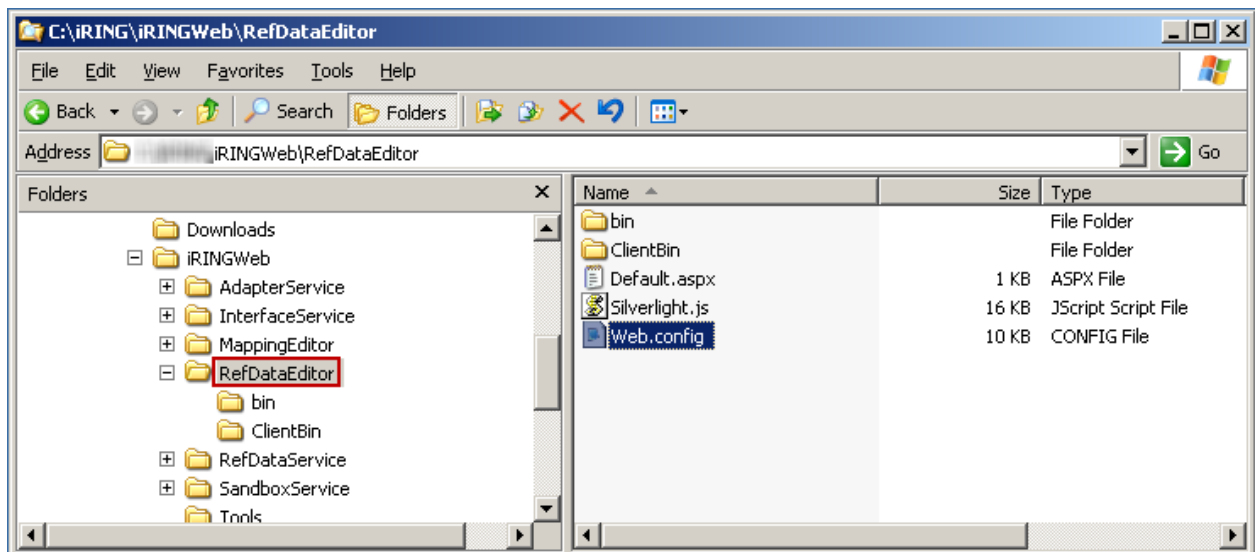 C:\iRING\iRINGWeb\RefDataEditor
File Edit View Favorites Tools Help
Back Search Folders
Address iRINGWeb\RefDataEditor Go
Folders x Name Size Type
Downloads
iRINGWeb
AdapterService
InterfaceService
MappingEditor
RefDataEditor
bin
ClientBin
RefDataService
SandboxService
Tools
bin File Folder
ClientBin File Folder
Default.aspx 1 KB ASPX File
Silverlight.js 16 KB JScript Script File
Web.config 10 KB CONFIG File